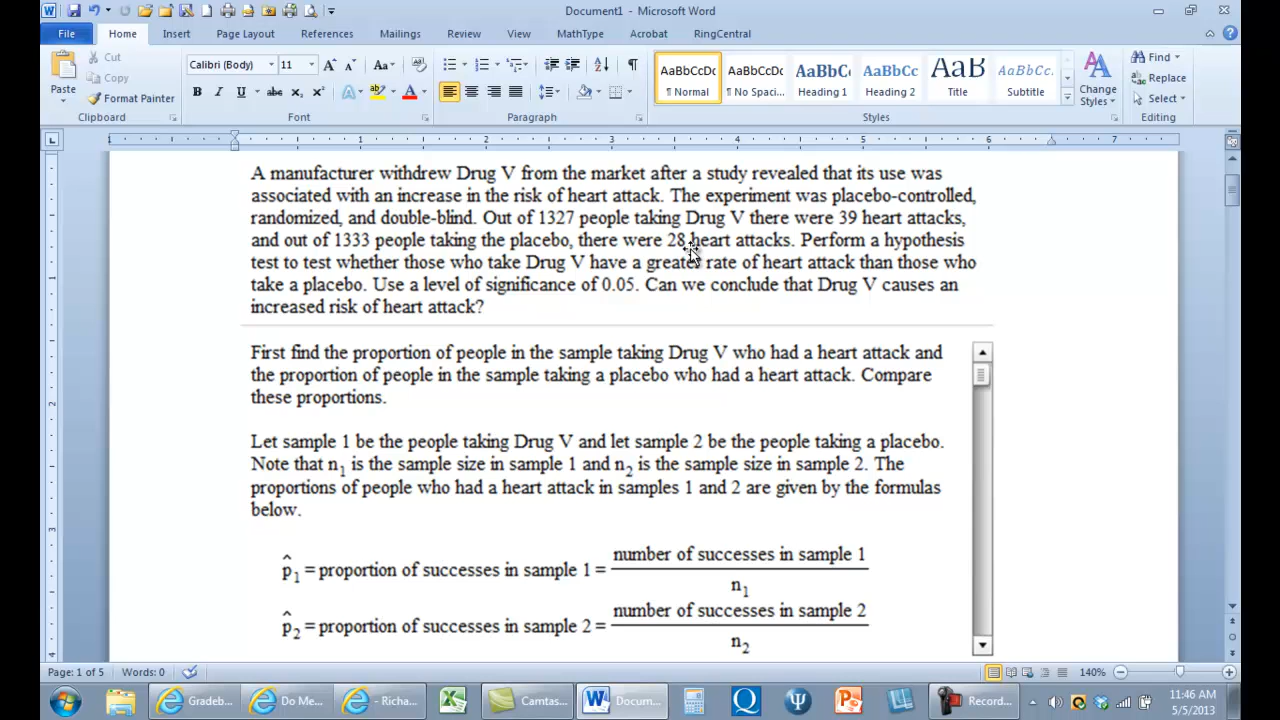 Document1 - Microsoft Word
File Home Insert Page Layout References Mailings Review View MathType Acrobat RingCentral
Paste
Cut
Copy
Format Painter
Clipboard
Calibri (Body) 11
Font
Paragraph
AaBbCcDc AaBbCcDc AaBbCc AaBbCc AaB AaBbCc.
¶ Normal ¶ No Spaci... Heading 1 Heading 2 Title Subtitle
Change
Styles
Styles
Find
Replace
Select
Editing
1 1 2 3 4 5 6 7
A manufacturer withdrew Drug V from the market after a study revealed that its use was
associated with an increase in the risk of heart attack. The experiment was placebo-controlled,
randomized, and double-blind. Out of 1327 people taking Drug V there were 39 heart attacks,
and out of 1333 people taking the placebo, there were 28 heart attacks. Perform a hypothesis
test to test whether those who take Drug V have a greater rate of heart attack than those who
take a placebo. Use a level of significance of 0.05. Can we conclude that Drug V causes an
increased risk of heart attack?
First find the proportion of people in the sample taking Drug V who had a heart attack and
the proportion of people in the sample taking a placebo who had a heart attack. Compare
these proportions.
Let sample 1 be the people taking Drug V and let sample 2 be the people taking a placebo.
Note that n₁ is the sample size in sample 1 and n₂ is the sample size in sample 2. The
proportions of people who had a heart attack in samples 1 and 2 are given by the formulas
below.
p̂₁ = proportion of successes in sample 1 = number of successes in sample 1
n₁
p̂₂ = proportion of successes in sample 2 = number of successes in sample 2
n₂
Page: 1 of 5 Words: 0 140%
Gradeb... Do Me... - Richa... Camtas... Docum... Record...
11:46 AM
5/5/2013